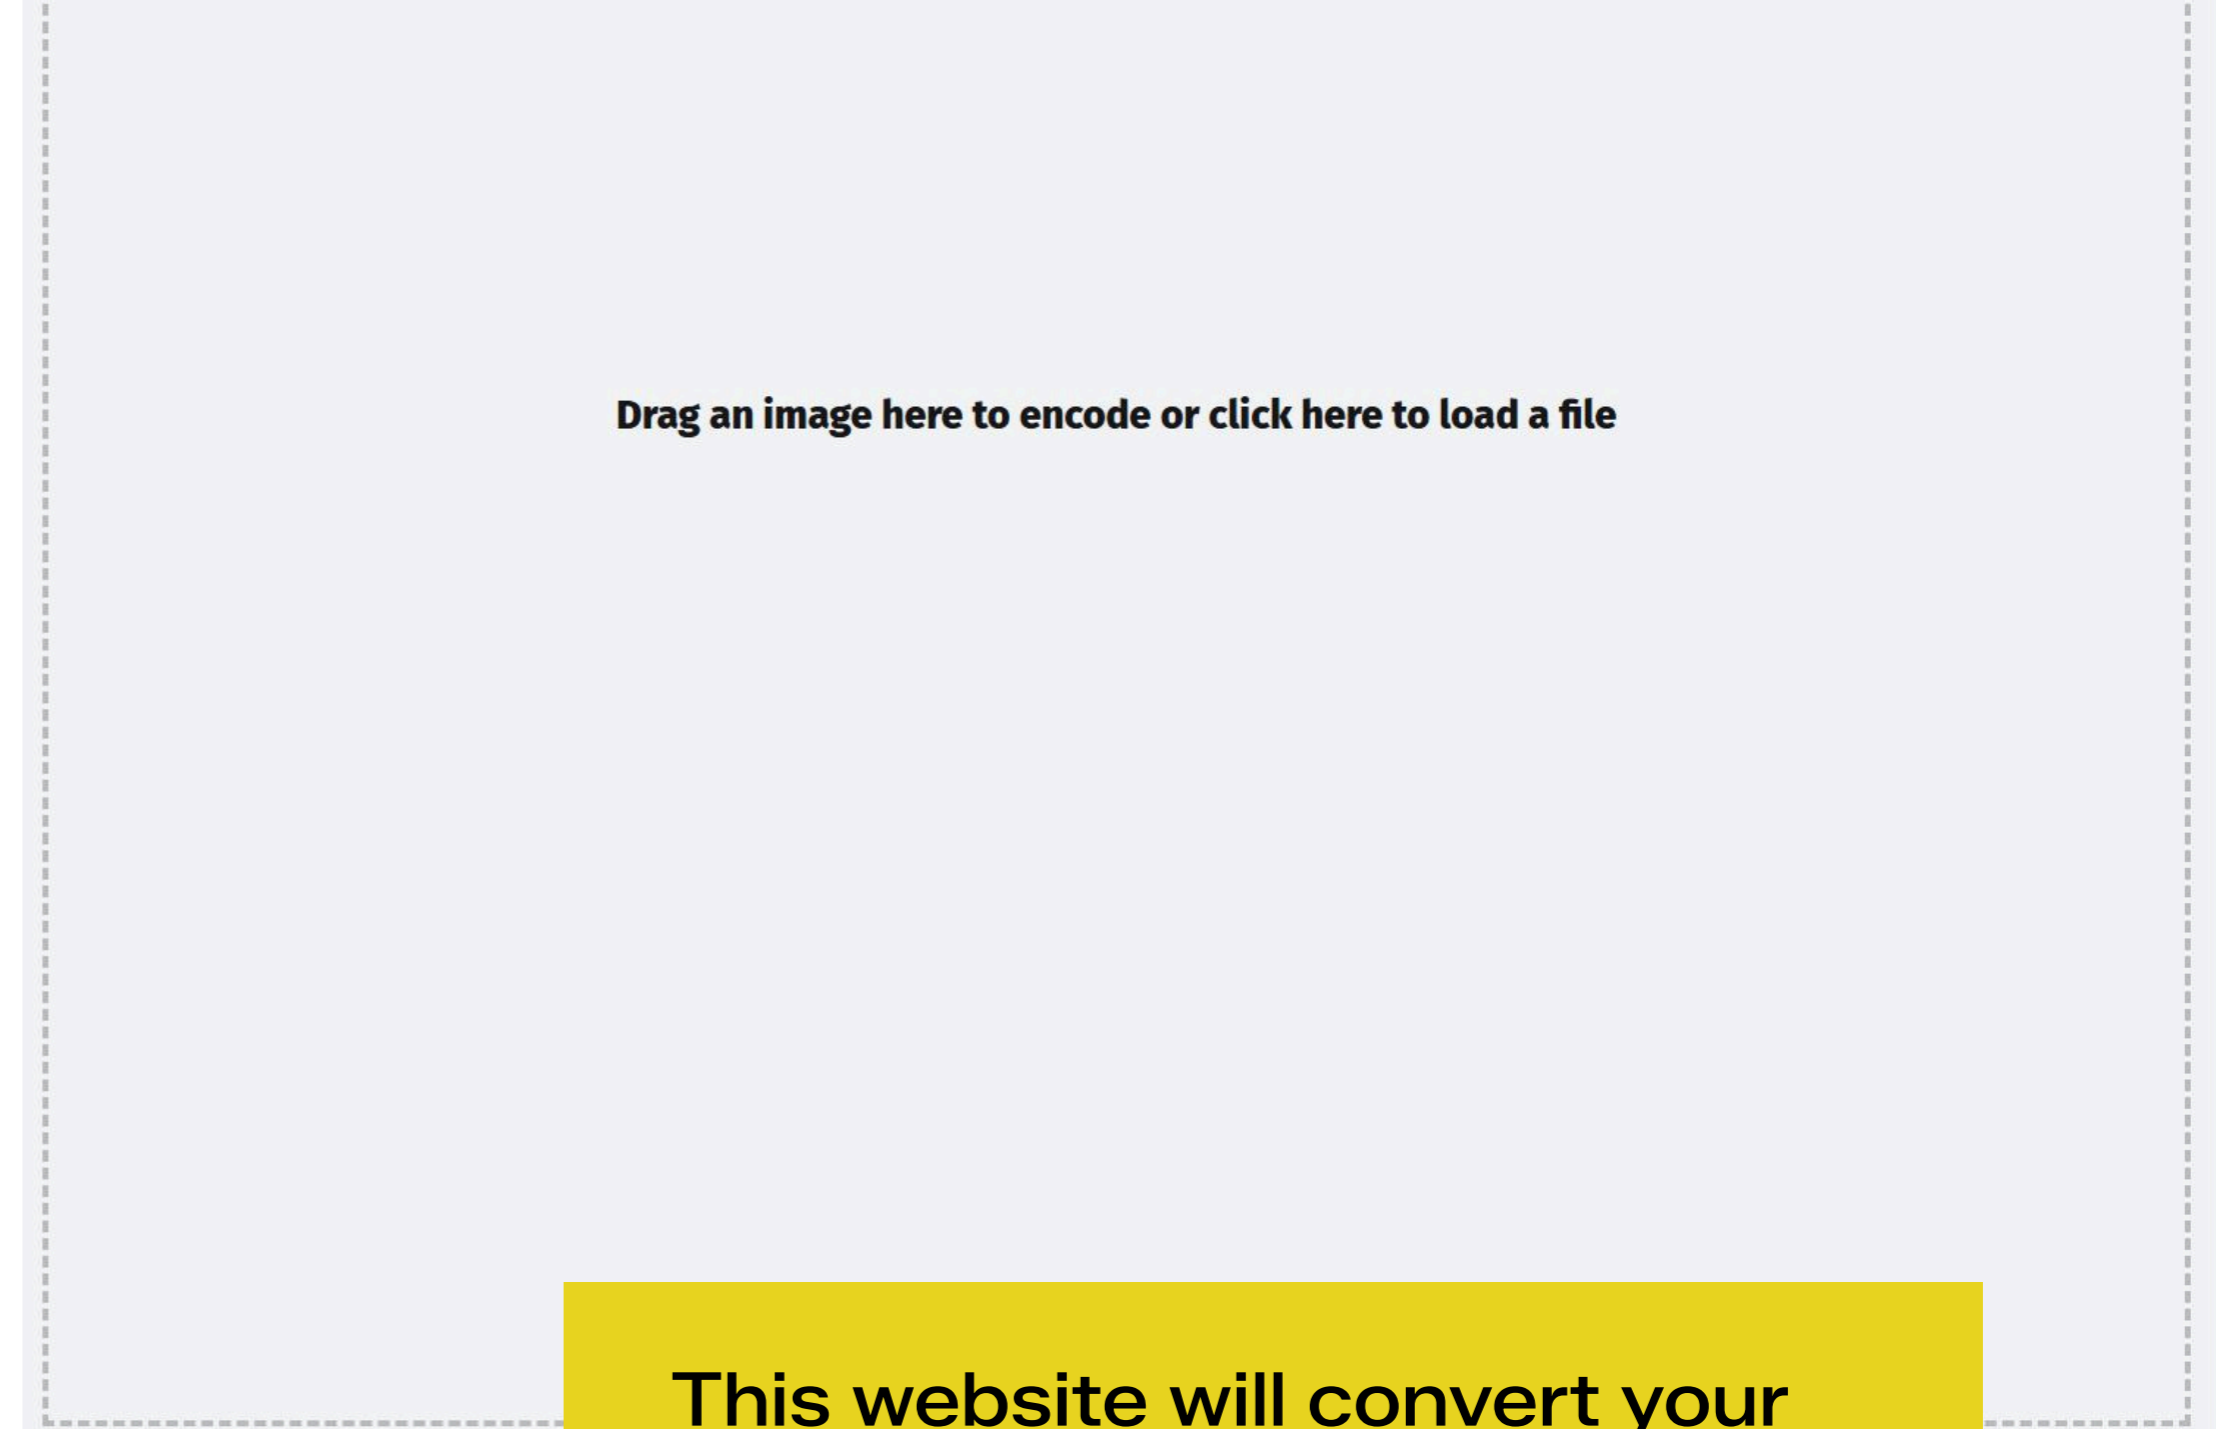 Drag an image here to encode or click here to load a file
This website will convert your